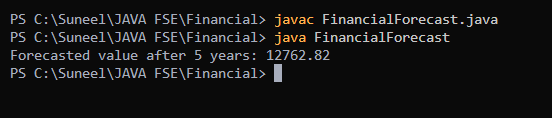 PS C:\Suneel\JAVA FSE\Financial> javac FinancialForecast.java
PS C:\Suneel\JAVA FSE\Financial> java FinancialForecast
Forecasted value after 5 years: 12762.82
PS C:\Suneel\JAVA FSE\Financial>